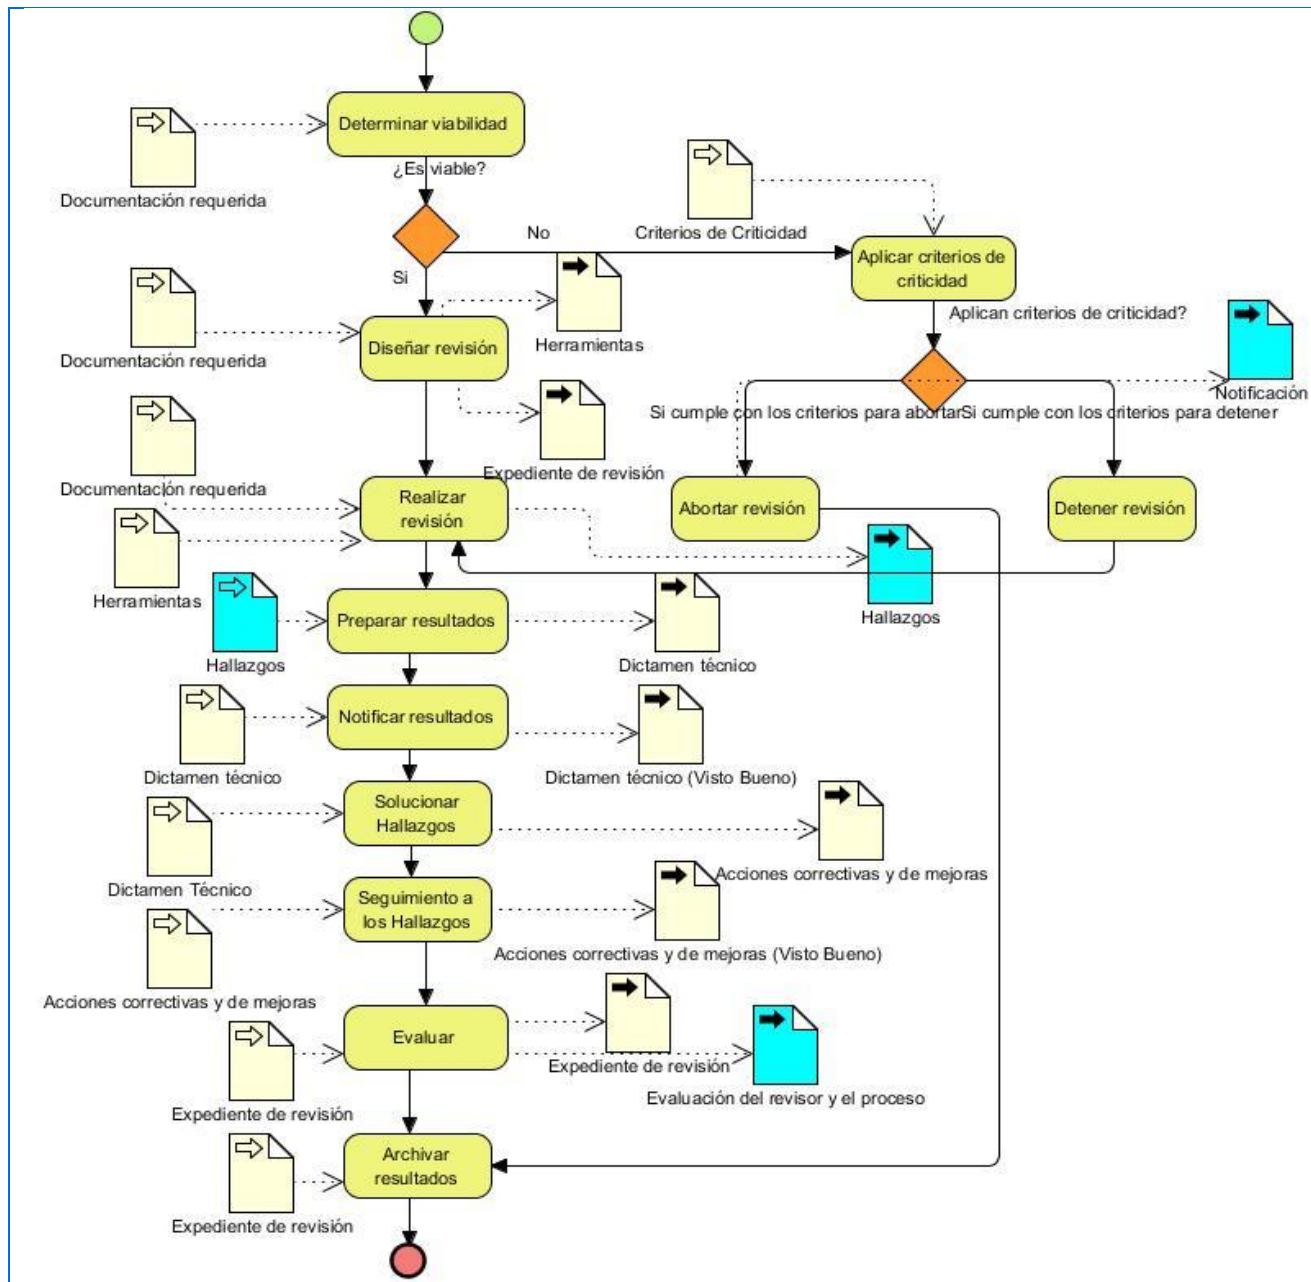 Determinar viabilidad
¿Es viable?
Documentación requerida
No
Criterios de Criticidad
Aplicar criterios de
criticidad
Si
Aplican criterios de criticidad?
Diseñar revisión
Herramientas
Documentación requerida
Notificación
Si cumple con los criterios para abortar
Si cumple con los criterios para detener
Expediente de revisión
Documentación requerida
Realizar
revisión
Abortar revisión
Detener revisión
Herramientas
Hallazgos
Preparar resultados
Hallazgos
Dictamen técnico
Notificar resultados
Dictamen técnico
Dictamen técnico (Visto Bueno)
Solucionar
Hallazgos
Dictamen Técnico
Acciones correctivas y de mejoras
Seguimiento a
los Hallazgos
Acciones correctivas y de mejoras (Visto Bueno)
Acciones correctivas y de mejoras
Evaluar
Expediente de revisión
Evaluación del revisor y el proceso
Expediente de revisión
Archivar
resultados
Expediente de revisión